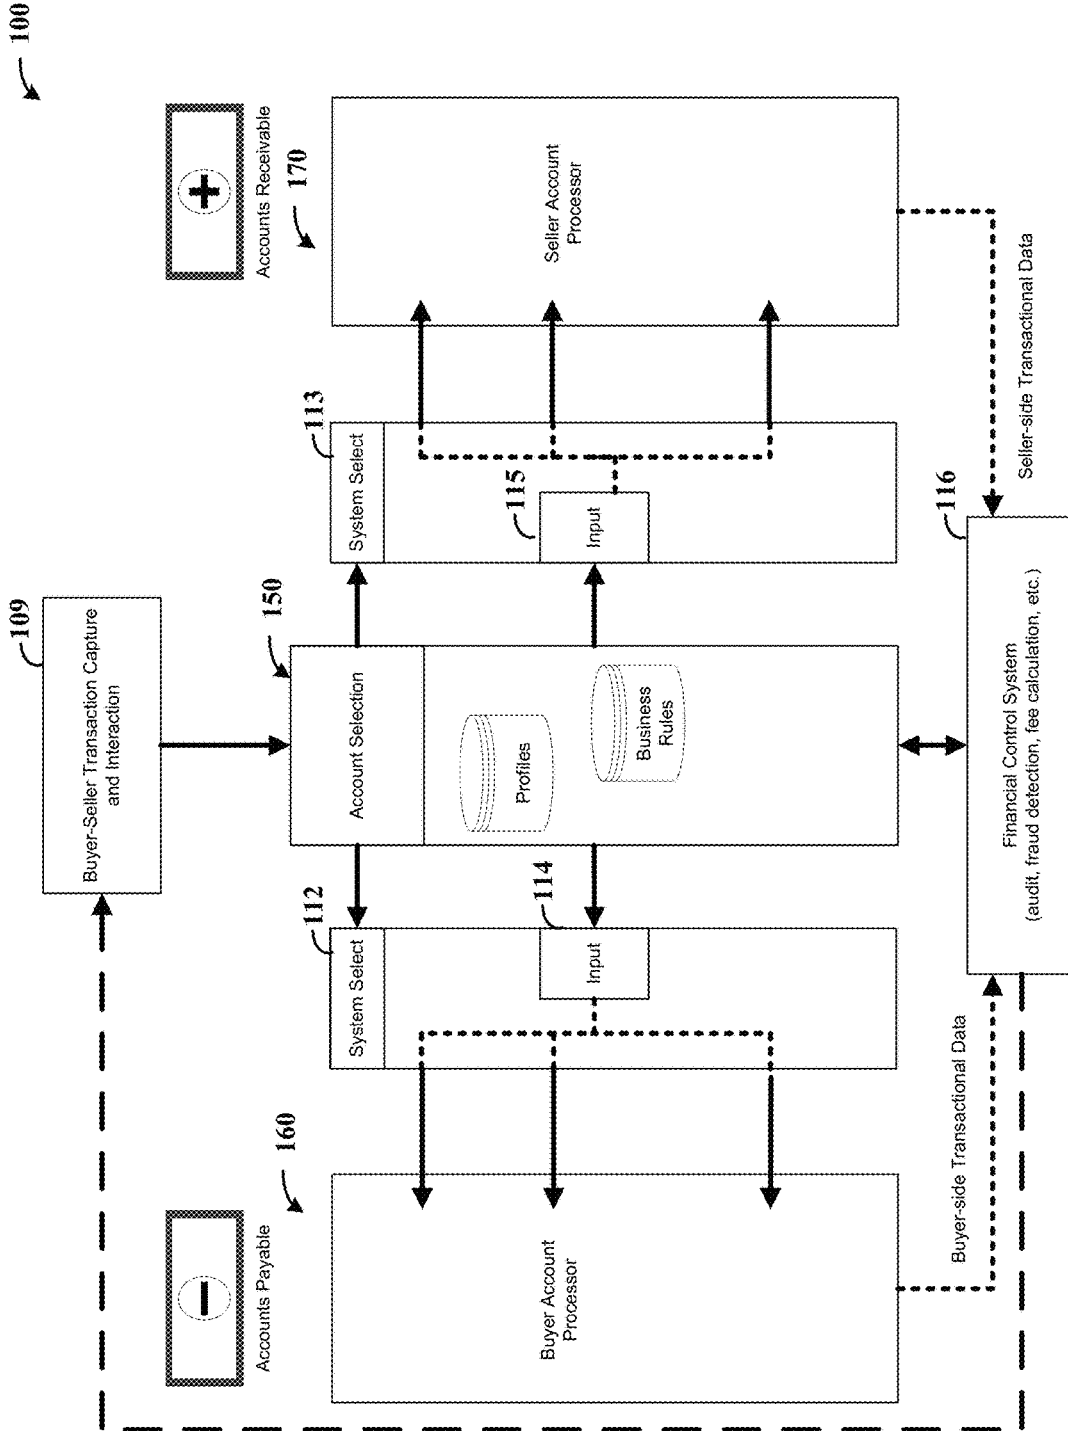 100
109
Buyer-Seller Transaction Capture
and Interaction
Accounts Payable
Accounts Receivable
160
170
Buyer Account
Processor
112
System Select
114
Input
150
Account Selection
Profiles
Business
Rules
113
System Select
115
Input
Seller Account
Processor
Buyer-side Transactional Data
116
Financial Control System
(audit, fraud detection, fee calculation, etc.)
Seller-side Transactional Data